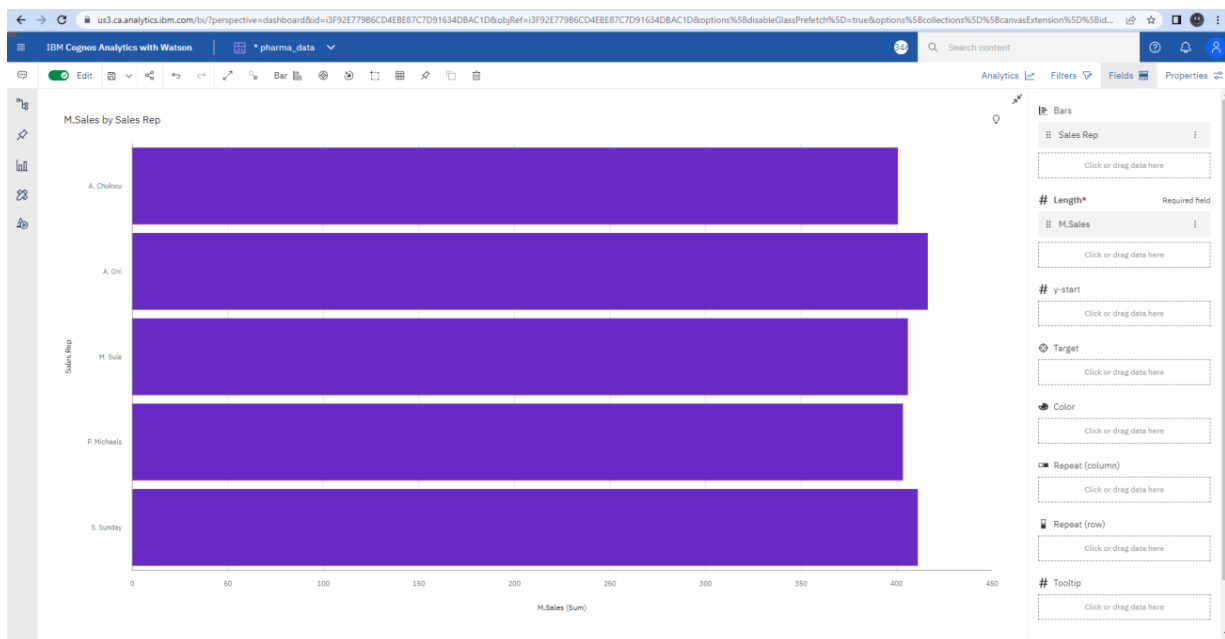 us3.ca.analytics.ibm.com/bi/?perspective=dashboard&id=i3F92E779B6CD4EBE87C7D91634DBAC1D&objRef=i3F92E779B6CD4EBE87C7D91634DBAC1D&options%5BdisableGlassPrefetch%5D=true&options%5Bcollections%5D%5BcanvasExtension%5D%5Bid...
IBM Cognos Analytics with Watson
* pharma_data
Search content
Edit
Bar
Analytics
Filters
Fields
Properties
M.Sales by Sales Rep
A. Chukwu
A. Oni
M. Sule
P. Michaels
S. Sunday
Sales Rep
0 50 100 150 200 250 300 350 400 450
M.Sales (Sum)
Bars
Sales Rep
Click or drag data here
# Length* Required field
M.Sales
Click or drag data here
# y-start
Click or drag data here
Target
Click or drag data here
Color
Click or drag data here
Repeat (column)
Click or drag data here
Repeat (row)
Click or drag data here
# Tooltip
Click or drag data here